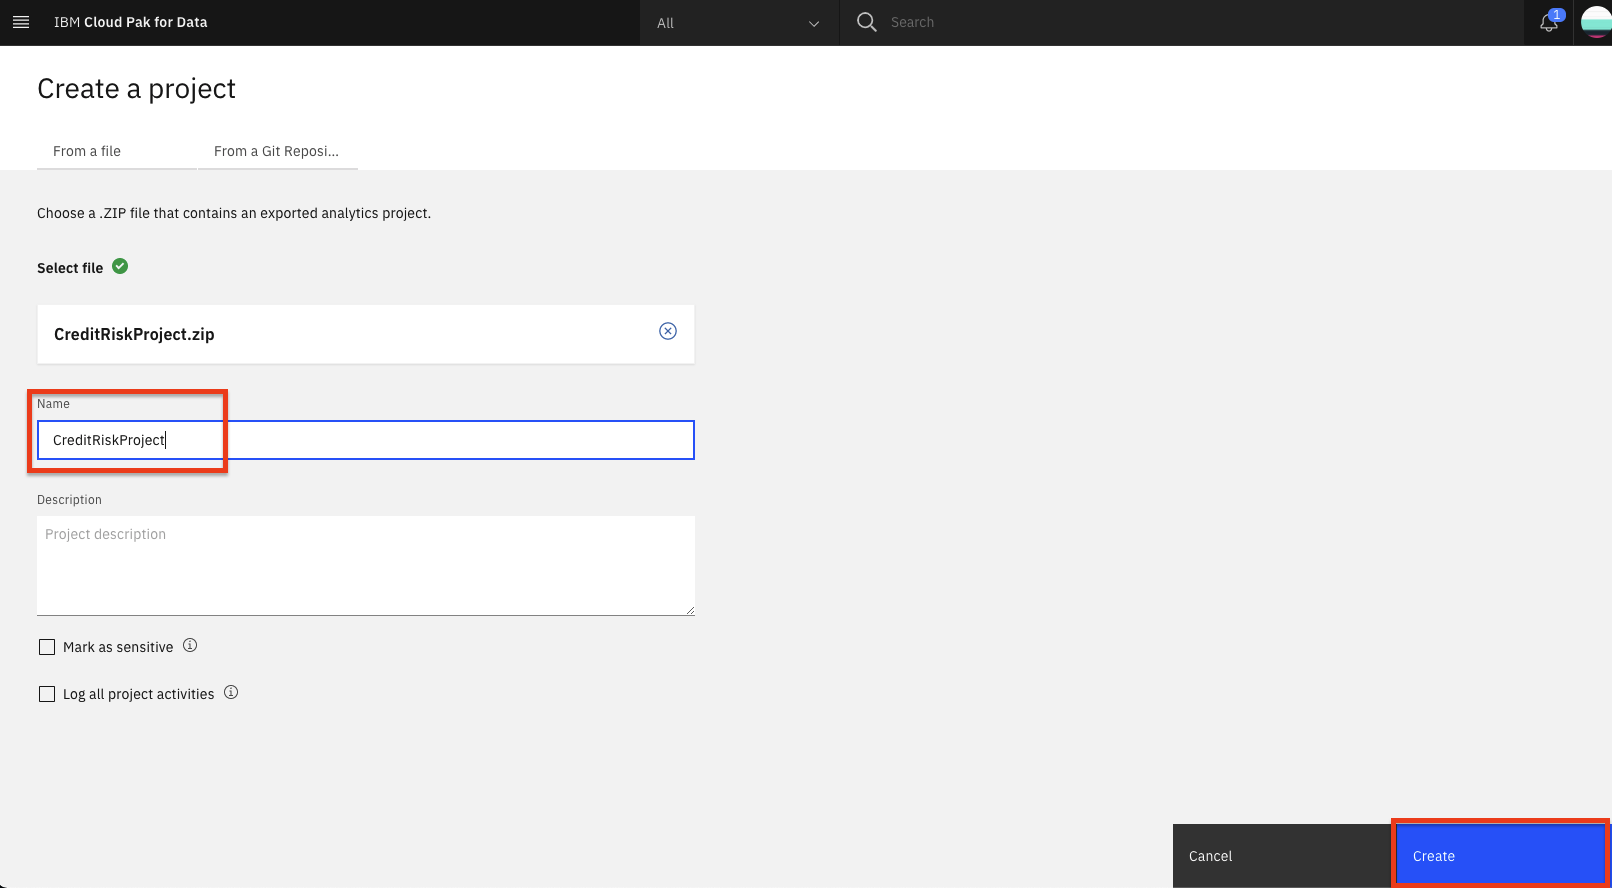 IBM Cloud Pak for Data
All
Search
1
Create a project
From a file
From a Git Reposi...
Choose a .ZIP file that contains an exported analytics project.
Select file
CreditRiskProject.zip
Name
CreditRiskProject
Description
Project description
Mark as sensitive
Log all project activities
Cancel
Create